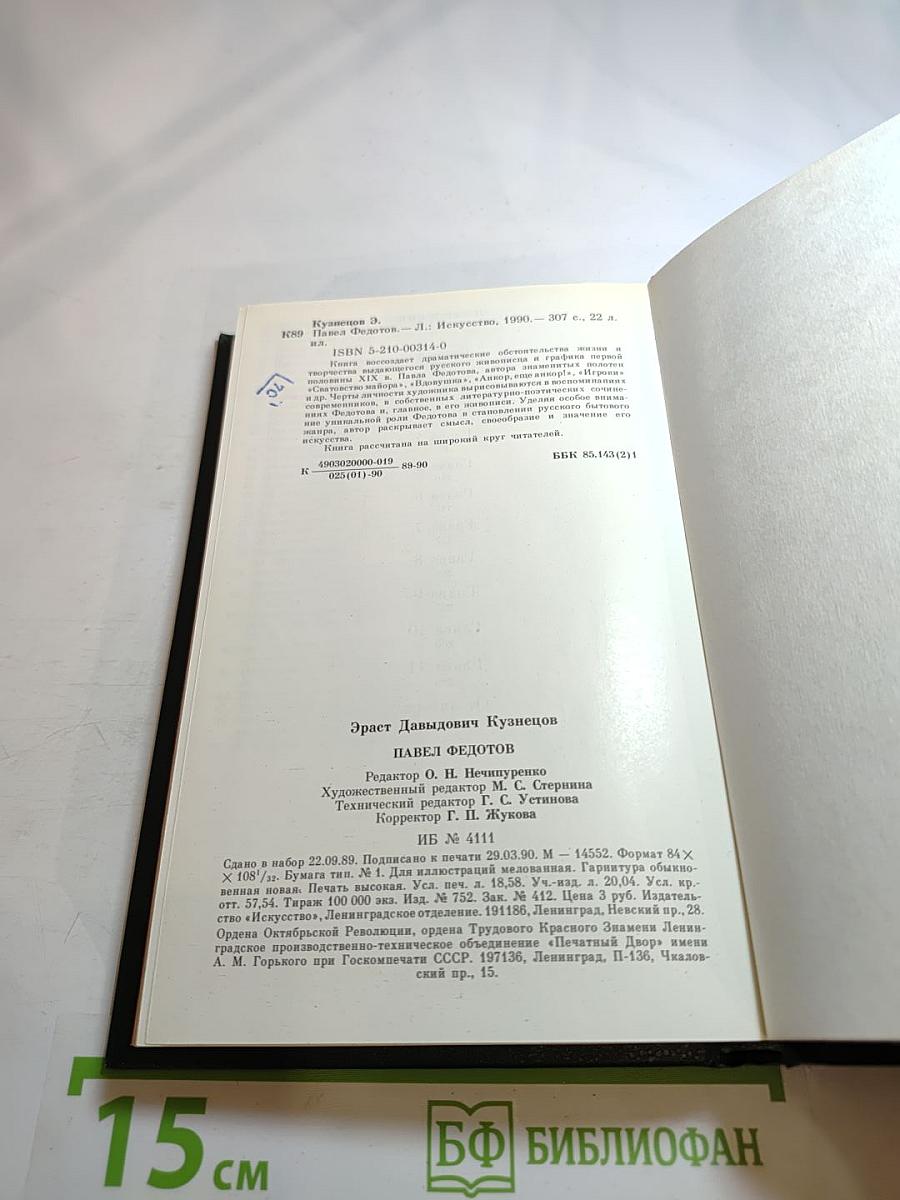 Кузнецов Э.
К89 Павел Федотов. — Л.: Искусство, 1990. — 307 с., 22 л.
ил.
ISBN 5-210-00314-0
Книга воссоздает драматические обстоятельства жизни и
творчества выдающегося русского живописца и графика первой
половины XIX в. Павла Федотова, автора знаменитых полотен
«Сватовство майора», «Вдовушка», «Анкор, еще анкор!», «Игроки»
и др. Черты личности художника вырисовываются в воспоминаниях
современников, в собственных литературно-поэтических сочине-
ниях Федотова и, главное, в его живописи. Уделяя особое внима-
ние уникальной роли Федотова в становлении русского бытового
жанра, автор раскрывает смысл, своеобразие и значение его
искусства.
Книга рассчитана на широкий круг читателей.
К 4903020000-019 89-90 ББК 85.143(2)1
025(01)-90
Эраст Давыдович Кузнецов
ПАВЕЛ ФЕДОТОВ
Редактор О. Н. Нечипуренко
Художественный редактор М. С. Стернина
Технический редактор Г. С. Устинова
Корректор Г. П. Жукова
ИБ № 4111
Сдано в набор 22.09.89. Подписано к печати 29.03.90. М — 14552. Формат 84×
×108¹/₃₂. Бумага тип. № 1. Для иллюстраций мелованная. Гарнитура обыкно-
венная новая. Печать высокая. Усл. печ. л. 18,58. Уч.-изд. л. 20,04. Усл. кр.-
отт. 57,54. Тираж 100 000 экз. Изд. № 752. Зак. № 412. Цена 3 руб. Издатель-
ство «Искусство», Ленинградское отделение. 191186, Ленинград, Невский пр., 28.
Ордена Октябрьской Революции, ордена Трудового Красного Знамени Ленин-
градское производственно-техническое объединение «Печатный Двор» имени
А. М. Горького при Госкомпечати СССР. 197136, Ленинград, П-136, Чкалов-
ский пр., 15.
15 см
БФ БИБЛИОФАН